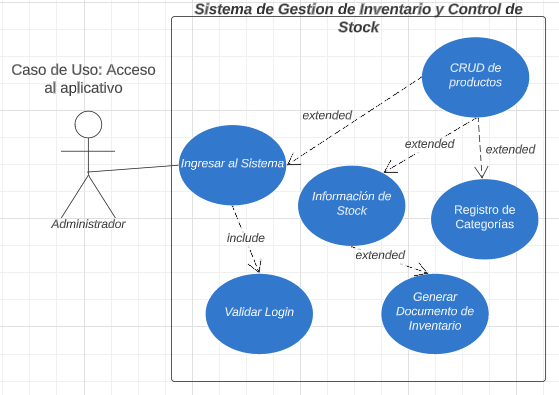 Sistema de Gestion de Inventario y Control de
Stock
Caso de Uso: Acceso
al aplicativo
CRUD de
productos
extended
extended
extended
Ingresar al Sistema
Información de
Stock
Registro de
Categorías
Administrador
include
extended
Validar Login
Generar
Documento de
Inventario